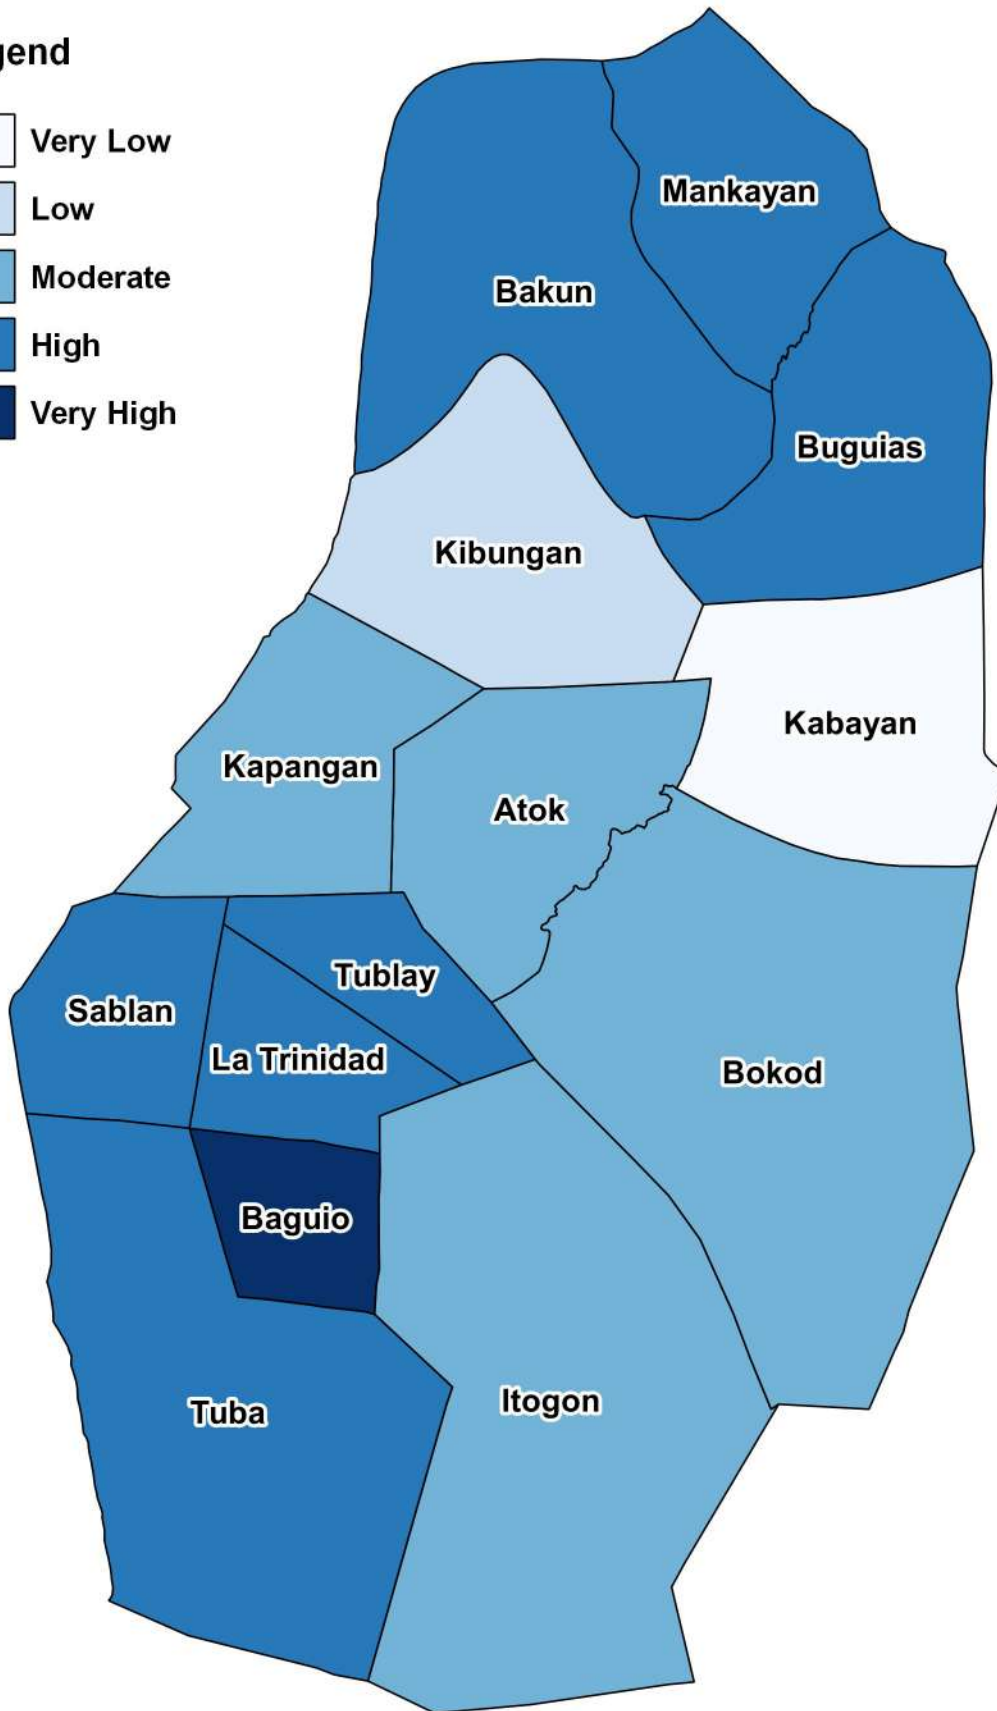 gend
Very Low
Low
Moderate
High
Very High
Mankayan
Bakun
Buguias
Kibungan
Kabayan
Kapangan
Atok
Tublay
Sablan
La Trinidad
Bokod
Baguio
Itogon
Tuba